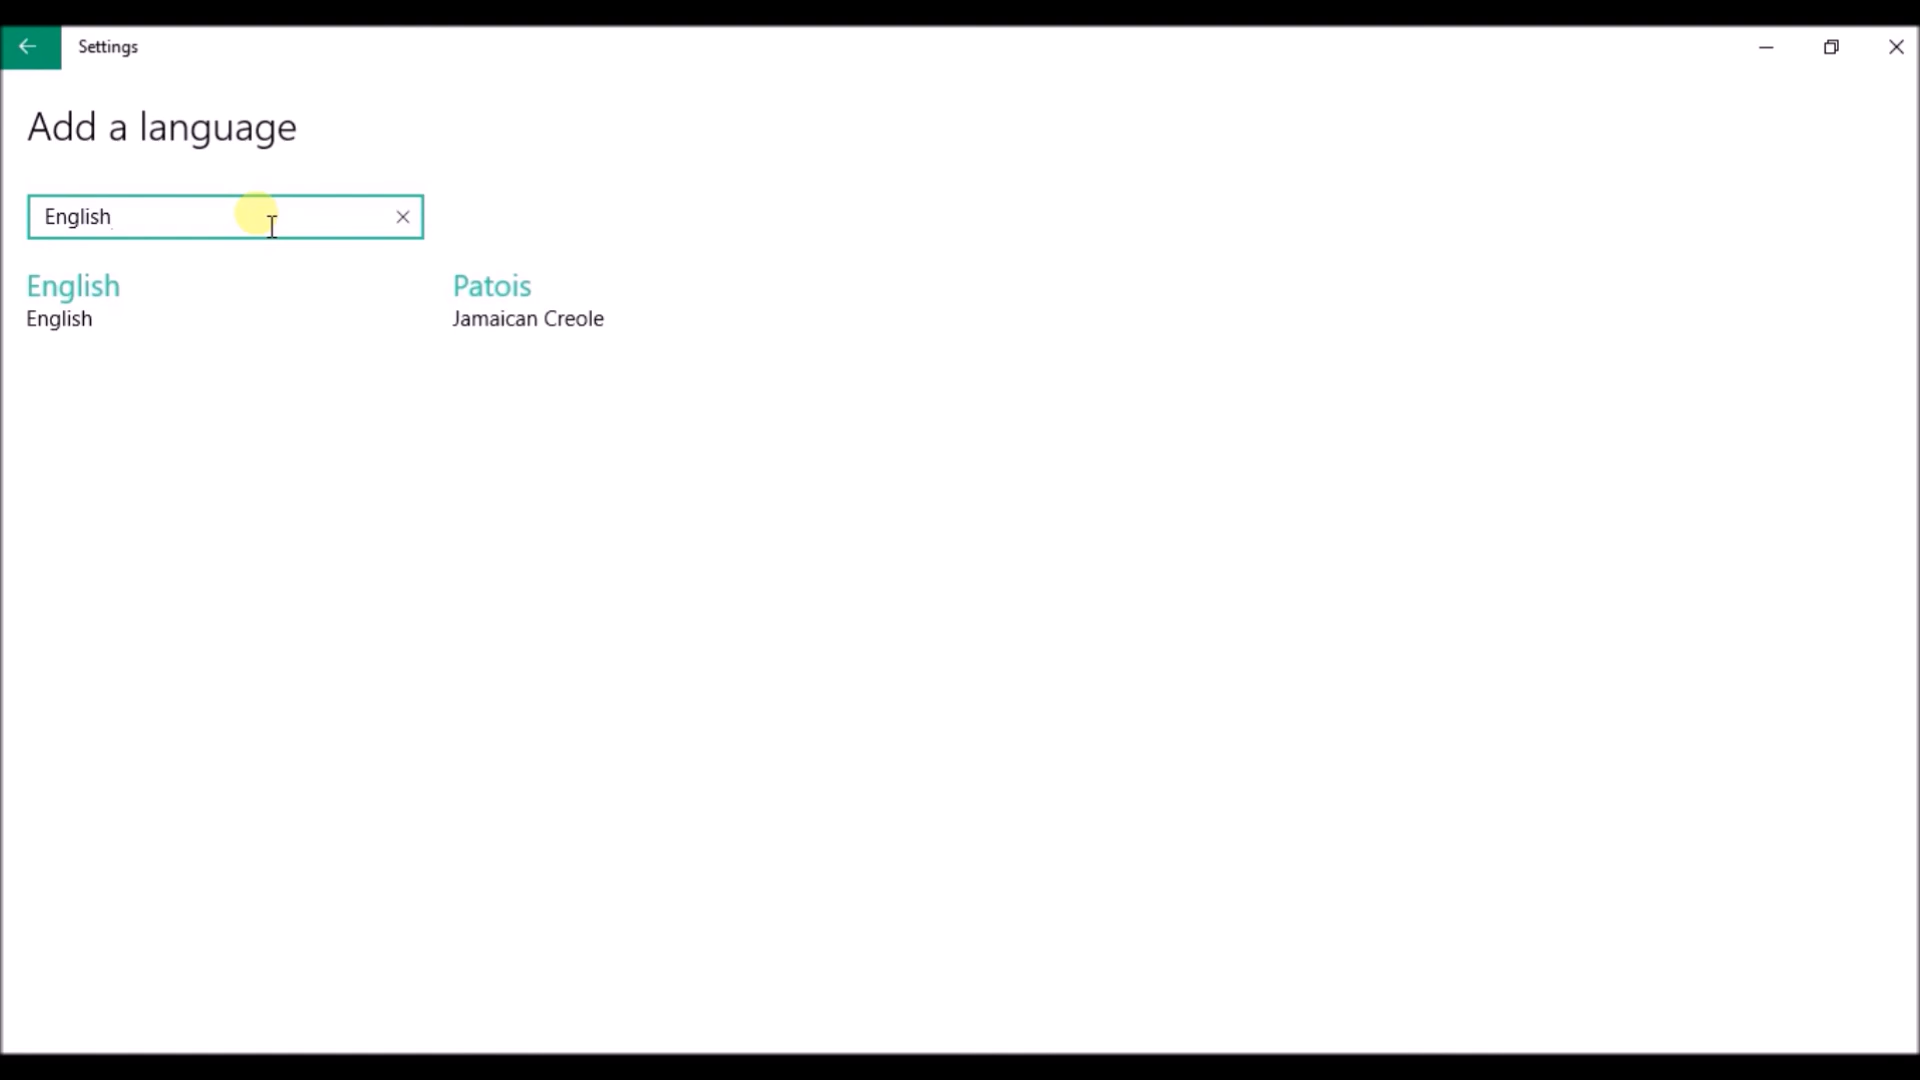 Settings
Add a language
English
English
English
Patois
Jamaican Creole